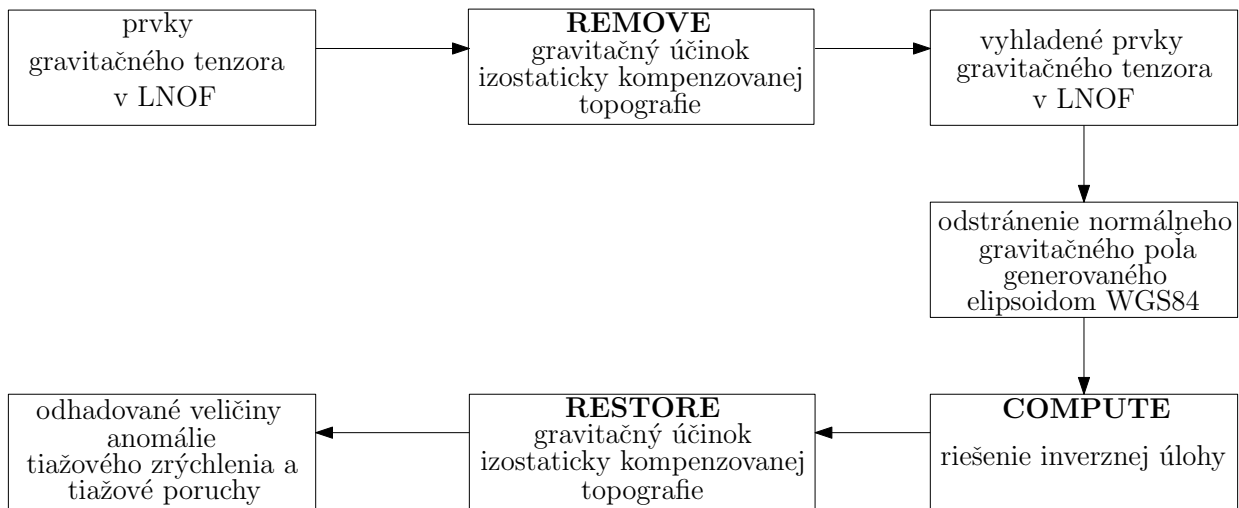 prvky
gravitačného tenzora
v LNOF
REMOVE
gravitačný účinok
izostaticky kompenzovanej
topografie
vyhladené prvky
gravitačného tenzora
v LNOF
odstránenie normálneho
gravitačného poľa
generovaného
elipsoidom WGS84
COMPUTE
riešenie inverznej úlohy
RESTORE
gravitačný účinok
izostaticky kompenzovanej
topografie
odhadované veličiny
anomálie
tiažového zrýchlenia a
tiažové poruchy